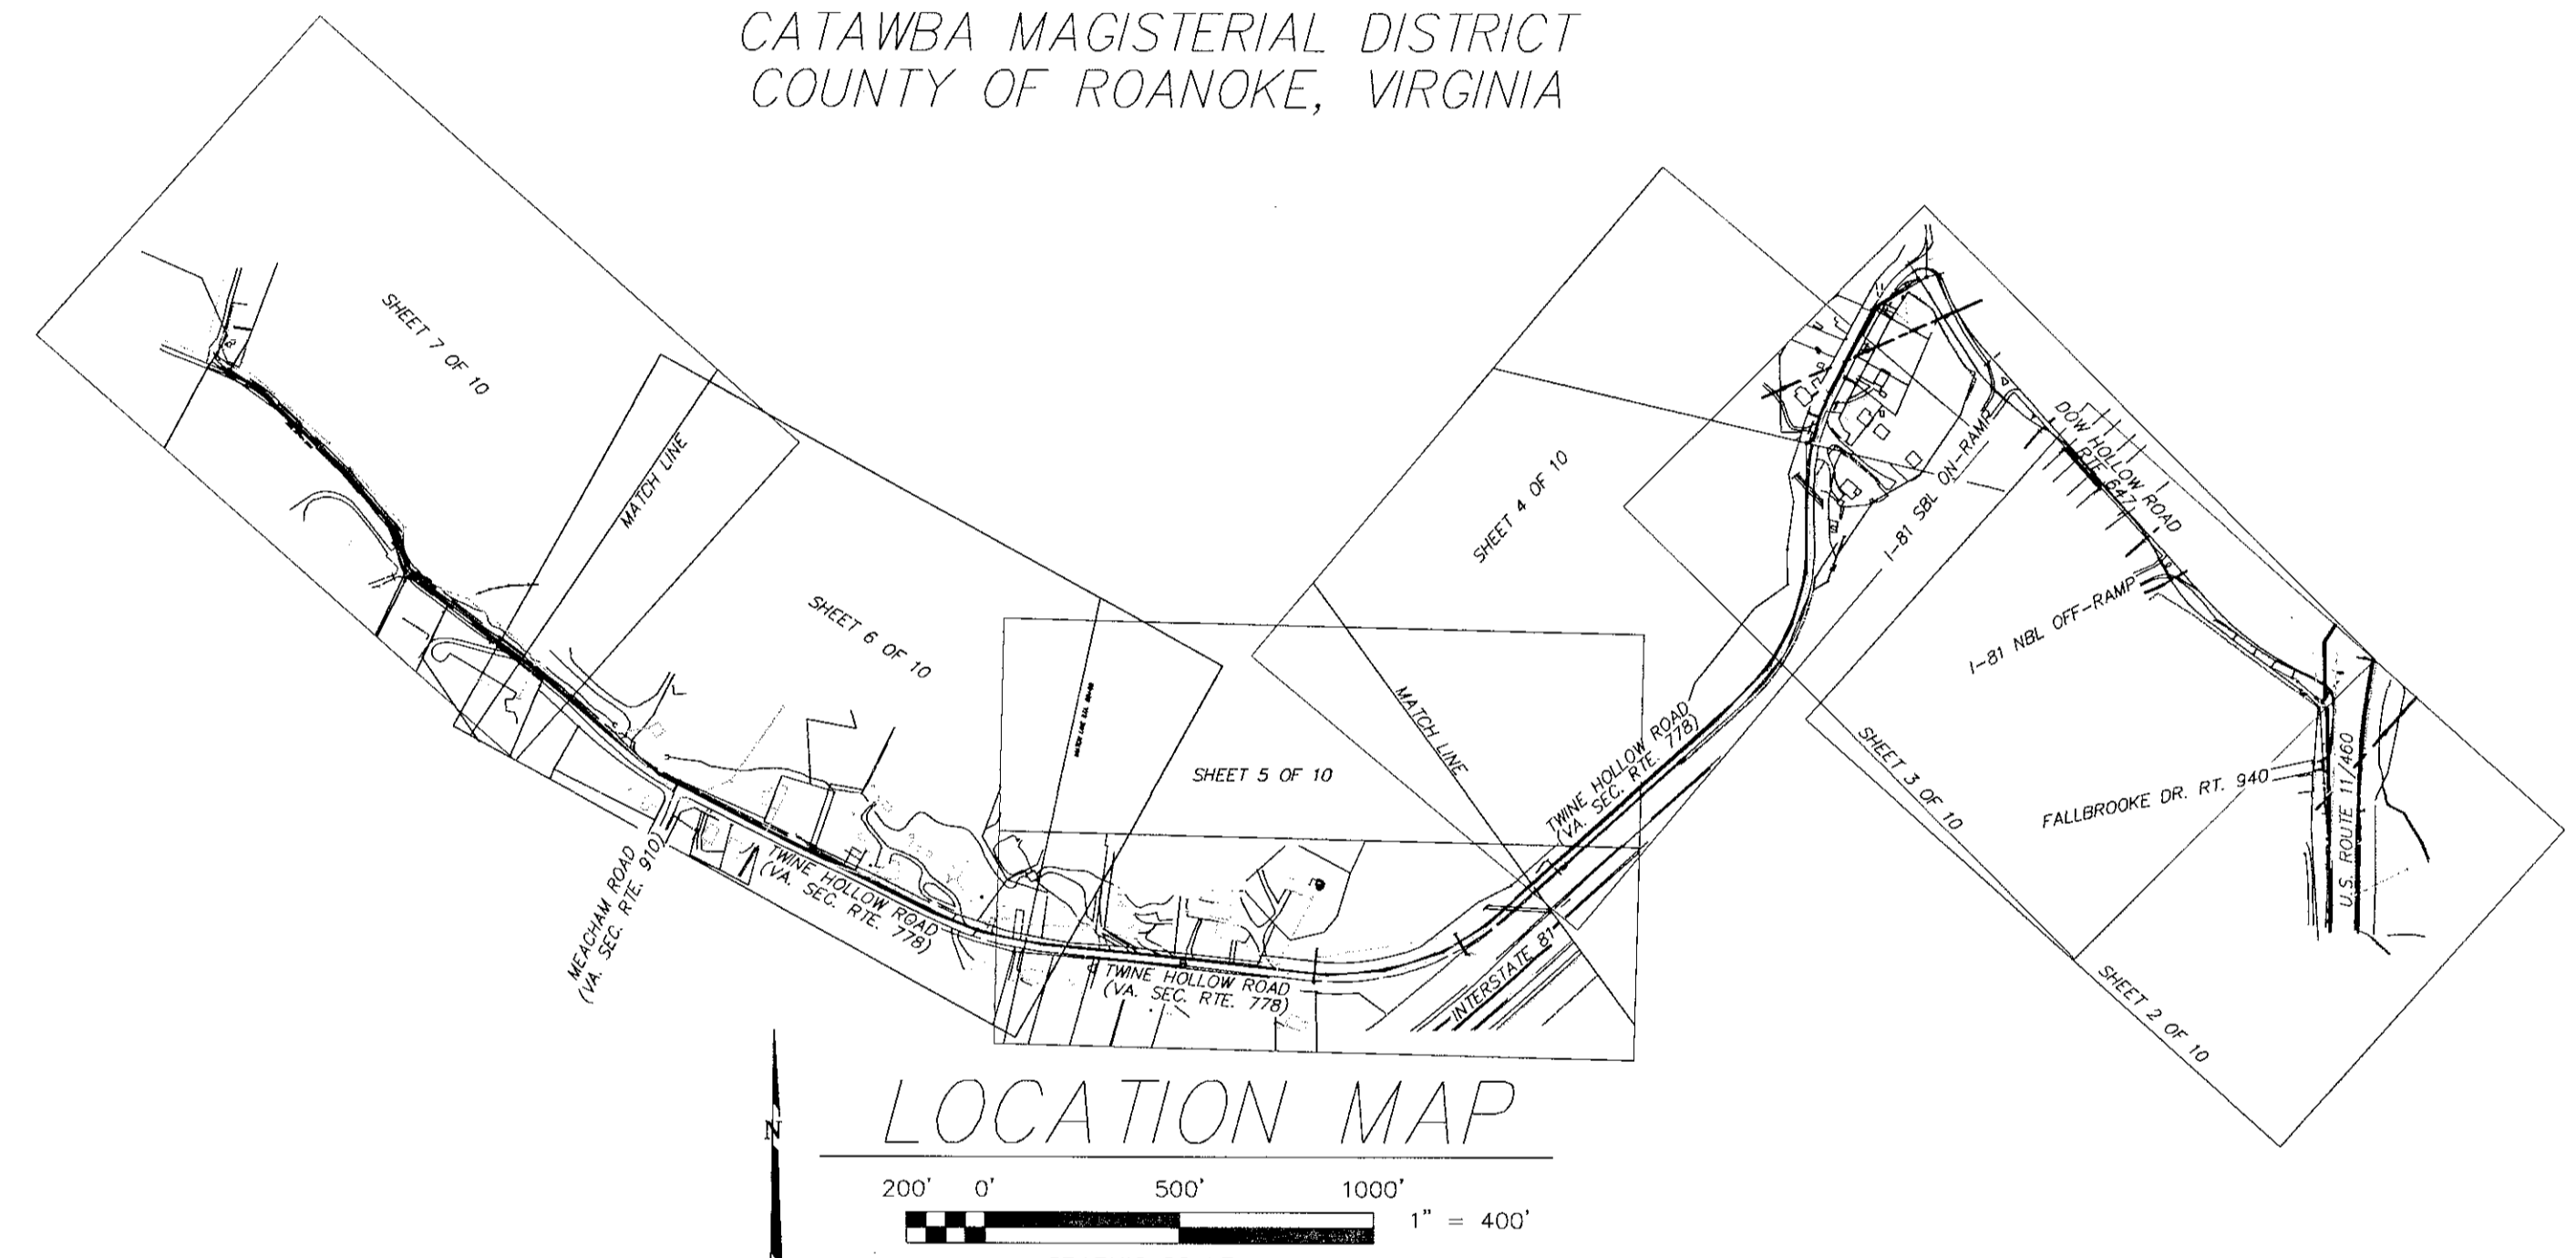 CATAWBA MAGISTERIAL DISTRICT
COUNTY OF ROANOKE, VIRGINIA
SHEET 7 OF 10
MATCH LINE
SHEET 6 OF 10
MEACHAM ROAD
(VA. SEC. RTE. 910)
TWINE HOLLOW ROAD
(VA. SEC. RTE. 778)
SHEET 5 OF 10
TWINE HOLLOW ROAD
(VA. SEC. RTE. 778)
MATCH LINE
SHEET 4 OF 10
INTERSTATE 81
TWINE HOLLOW ROAD
(VA. SEC. RTE. 778)
I-81 SBL ON-RAMP
DOW HOLLOW ROAD
RTE 647
I-81 NBL OFF-RAMP
SHEET 3 OF 10
FALLBROOKE DR. RT. 940
U.S. ROUTE 11/460
SHEET 2 OF 10
N
LOCATION MAP
200' 0' 500' 1000'
1" = 400'